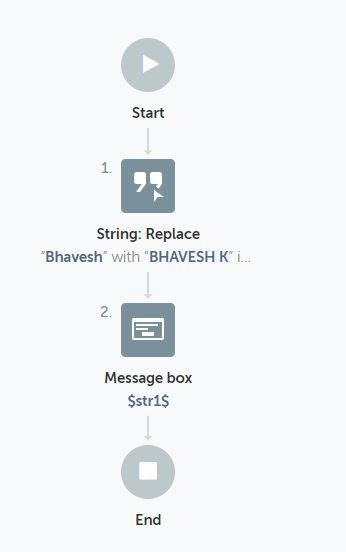 Start
1.
String: Replace
“Bhavesh” with “BHAVESH K” i...
2.
Message box
$str1$
End